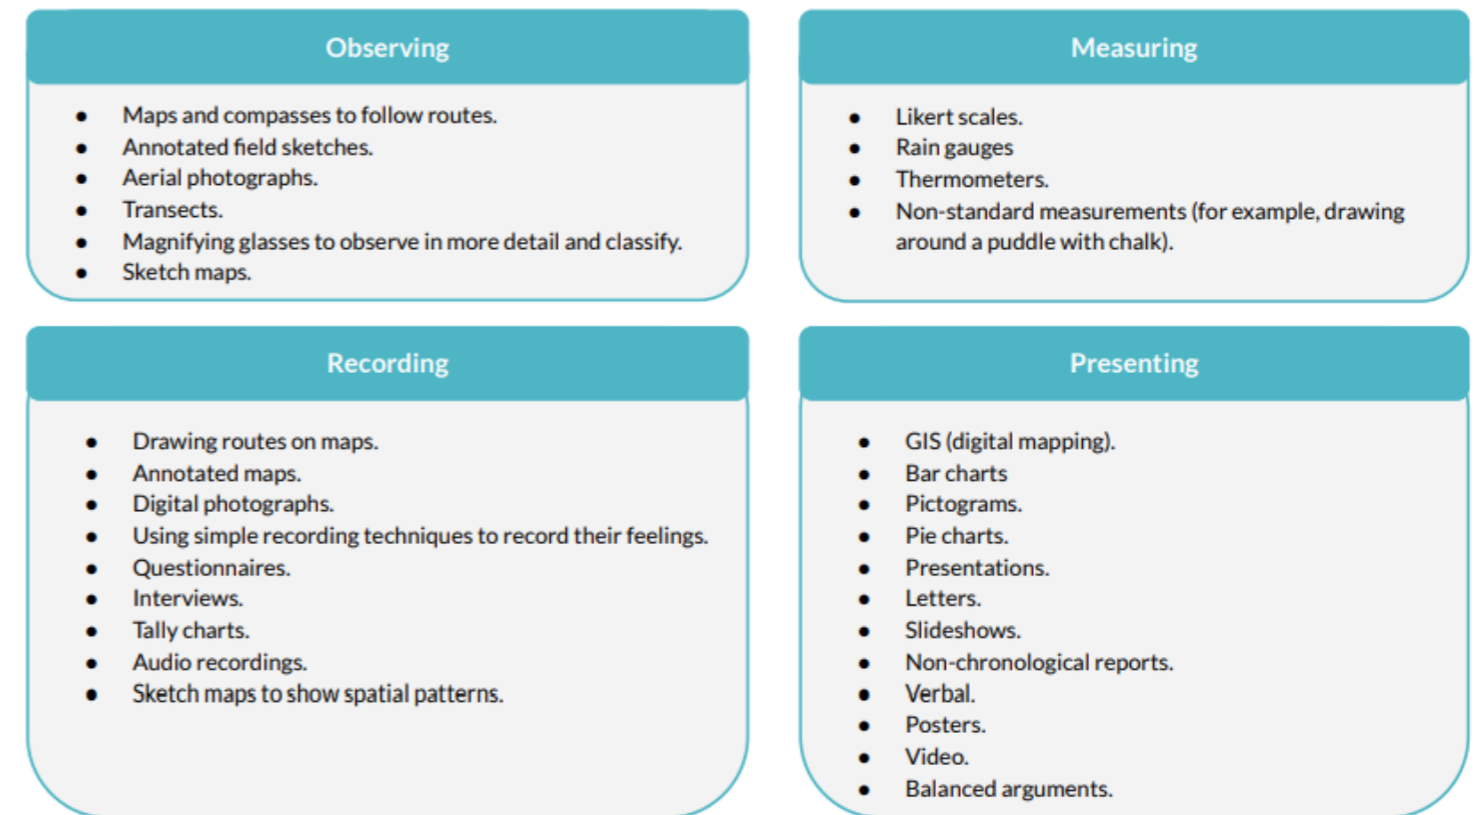 Observing
● Maps and compasses to follow routes.
● Annotated field sketches.
● Aerial photographs.
● Transects.
● Magnifying glasses to observe in more detail and classify.
● Sketch maps.
Measuring
● Likert scales.
● Rain gauges
● Thermometers.
● Non-standard measurements (for example, drawing
around a puddle with chalk).
Recording
● Drawing routes on maps.
● Annotated maps.
● Digital photographs.
● Using simple recording techniques to record their feelings.
● Questionnaires.
● Interviews.
● Tally charts.
● Audio recordings.
● Sketch maps to show spatial patterns.
Presenting
● GIS (digital mapping).
● Bar charts
● Pictograms.
● Pie charts.
● Presentations.
● Letters.
● Slideshows.
● Non-chronological reports.
● Verbal.
● Posters.
● Video.
● Balanced arguments.